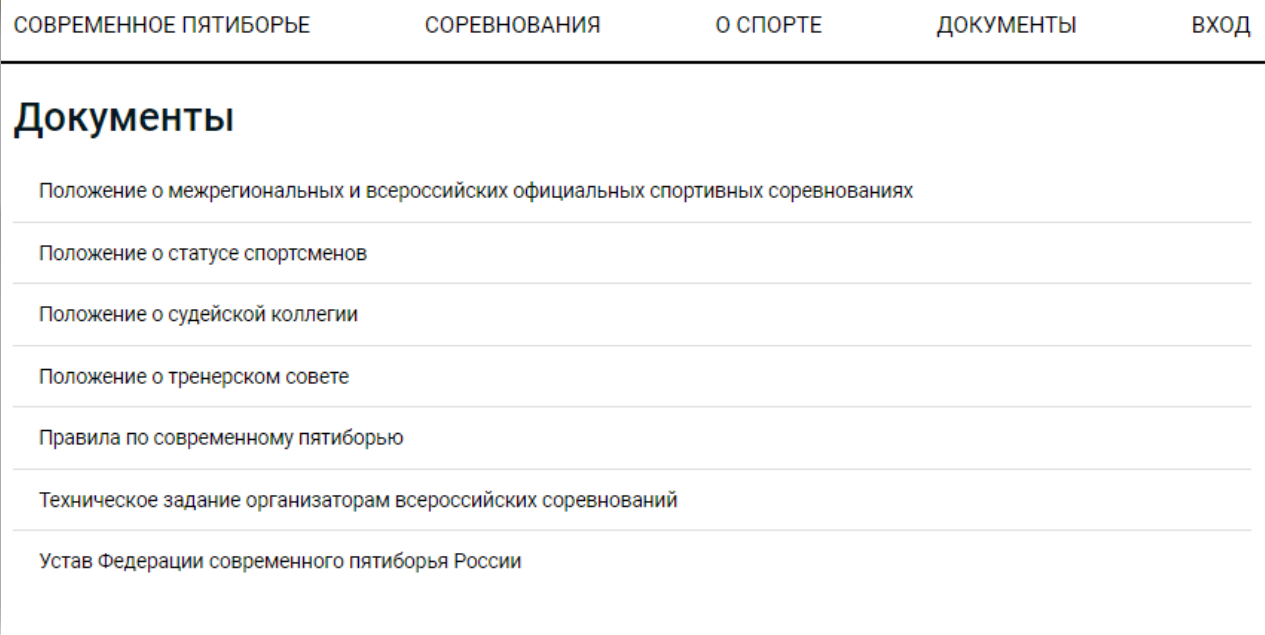 СОВРЕМЕННОЕ ПЯТИБОРЬЕ СОРЕВНОВАНИЯ О СПОРТЕ ДОКУМЕНТЫ ВХОД
Документы
Положение о межрегиональных и всероссийских официальных спортивных соревнованиях
Положение о статусе спортсменов
Положение о судейской коллегии
Положение о тренерском совете
Правила по современному пятиборью
Техническое задание организаторам всероссийских соревнований
Устав Федерации современного пятиборья России